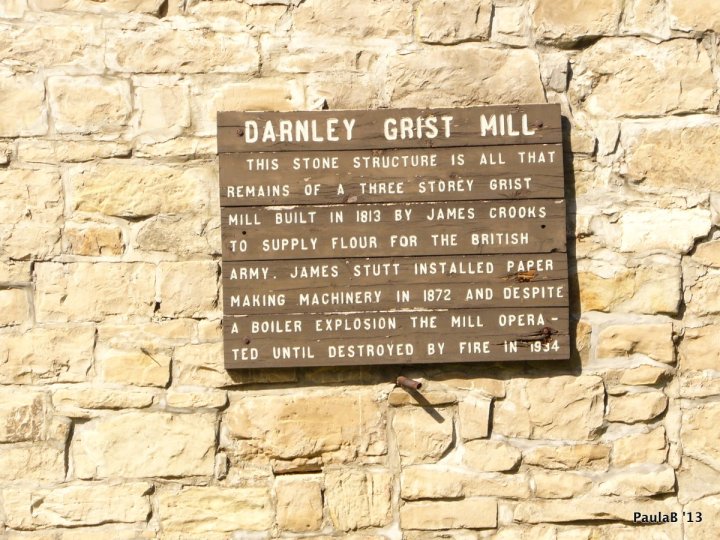 DARNLEY GRIST MILL
THIS STONE STRUCTURE IS ALL THAT
REMAINS OF A THREE STOREY GRIST
MILL BUILT IN 1813 BY JAMES CROOKS
TO SUPPLY FLOUR FOR THE BRITISH
ARMY. JAMES STUTT INSTALLED PAPER
MAKING MACHINERY IN 1872 AND DESPITE
A BOILER EXPLOSION THE MILL OPERA-
TED UNTIL DESTROYED BY FIRE IN 1934
PaulaB '13